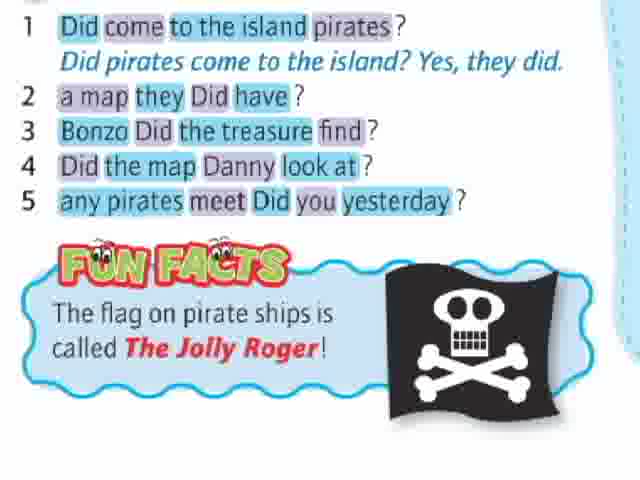 1 Did come to the island pirates?
Did pirates come to the island? Yes, they did.
2 a map they Did have?
3 Bonzo Did the treasure find?
4 Did the map Danny look at?
5 any pirates meet Did you yesterday?
FUN FACTS
The flag on pirate ships is
called The Jolly Roger!